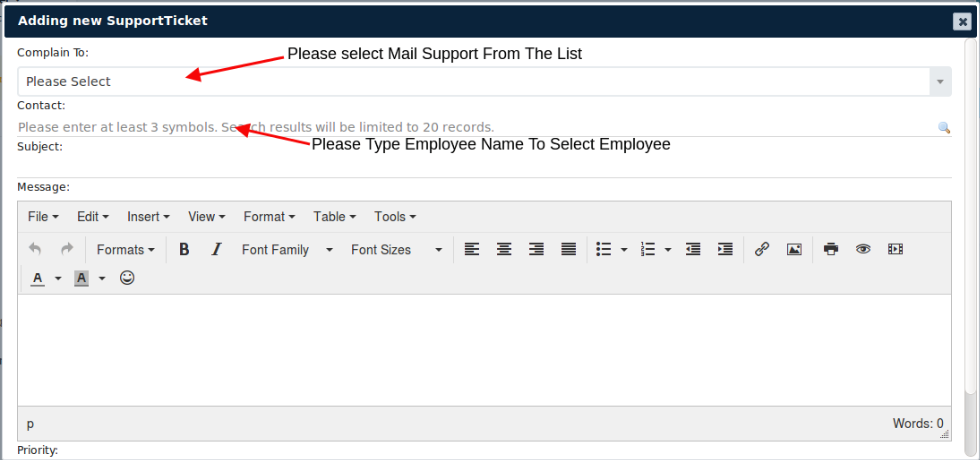 Adding new SupportTicket
Complain To:
Please select Mail Support From The List
Please Select
Contact:
Please enter at least 3 symbols. Search results will be limited to 20 records.
Please Type Employee Name To Select Employee
Subject:
Message:
File Edit Insert View Format Table Tools
Formats B I Font Family Font Sizes
A A
p Words: 0
Priority: